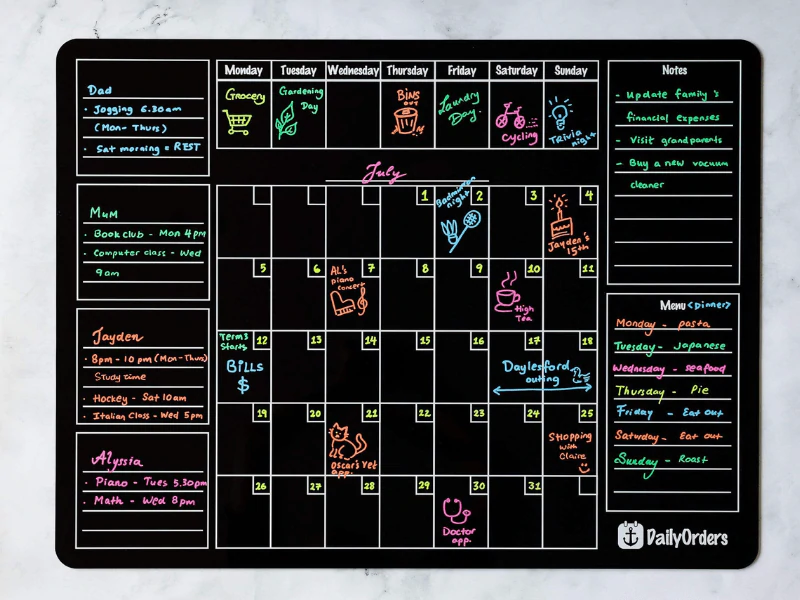 Dad
- Jogging 6.30am
(Mon- Thurs)
- Sat morning = REST
Mum
- Book club - Mon 4pm
- Computer class - Wed
9am
Jayden
- 8pm - 10 pm (Mon-Thurs)
Study time
- Hockey - Sat 10am
- Italian Class - Wed 5pm
Alyssia
- Piano - Tues 5.30pm
- Math - Wed 8pm
Monday Tuesday Wednesday Thursday Friday Saturday Sunday
Grocery
Gardening
Day
BINS
OUT
Laundry
Day.
Cycling
TRIVIA
night
July
1 2 3 4
Badminton
night
Jayden's
15th
5 6 7 8 9 10 11
AL's
piano
concert
High
Tea
12 13 14 15 16 17 18
Term 3
Starts
BILLS
$
Daylesford
outing
19 20 21 22 23 24 25
Oscar's Vet
app.
SHOPPING
with
Claire
26 27 28 29 30 31
Doctor
app.
Notes
- Update family's
financial expenses
- Visit grandparents
- Buy a new vacuum
cleaner
Menu <Dinner>
Monday - pasta
Tuesday - Japanese
Wednesday - seafood
Thursday - Pie
Friday - Eat out
Saturday - Eat out
Sunday - Roast
DailyOrders